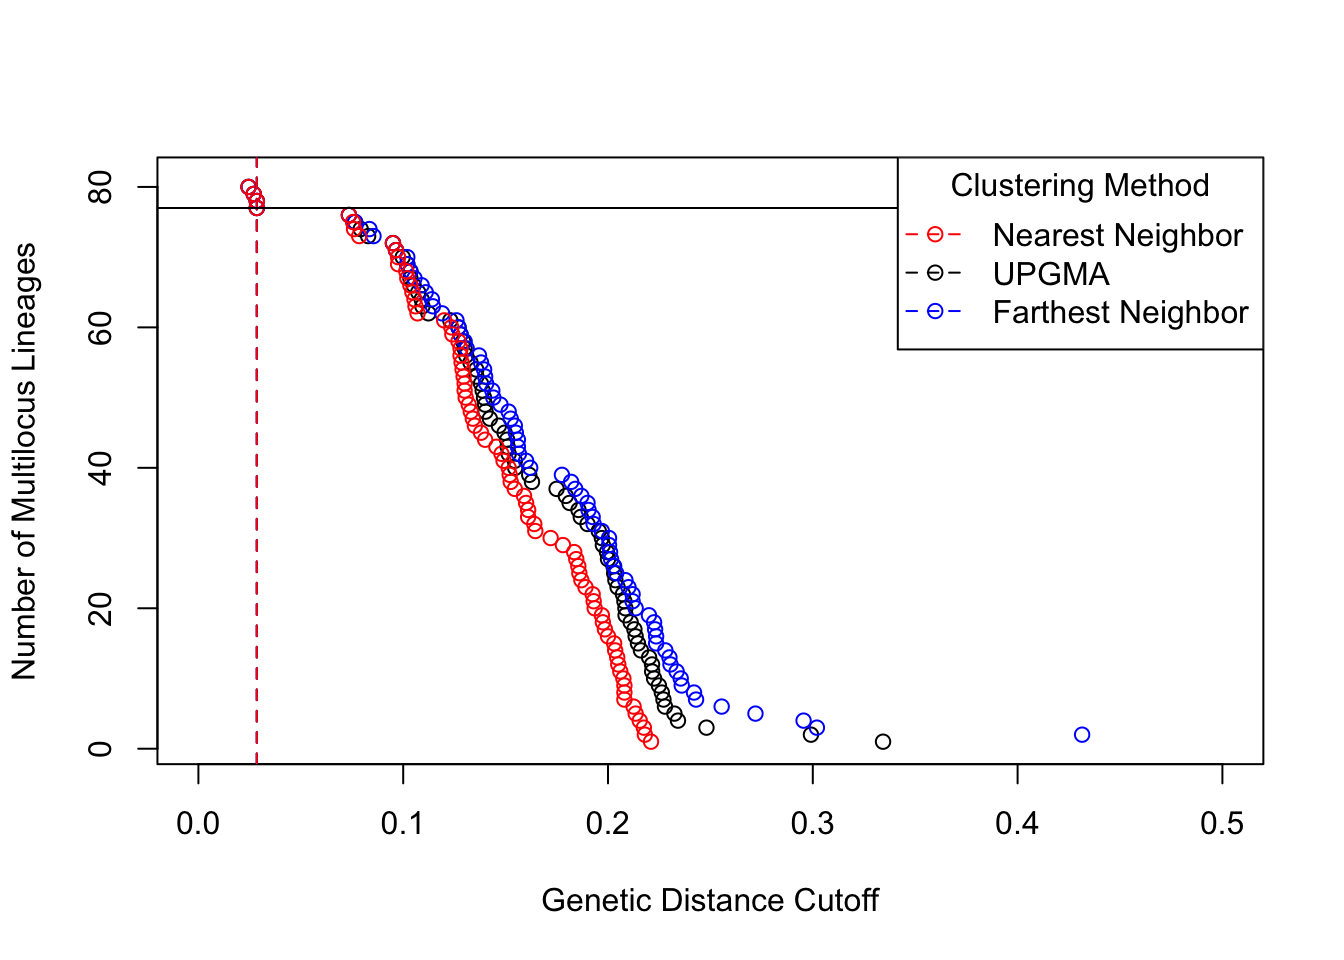 Clustering Method
Nearest Neighbor
UPGMA
Farthest Neighbor
Number of Multilocus Lineages
80
60
40
20
0
0.0 0.1 0.2 0.3 0.4 0.5
Genetic Distance Cutoff